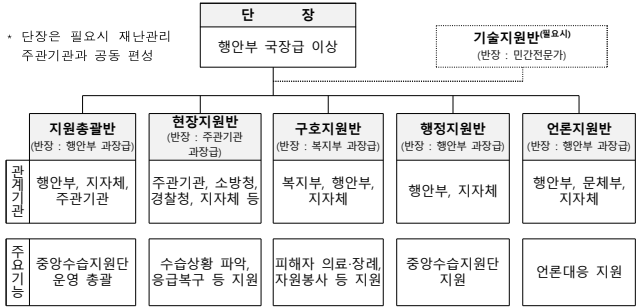 단 장
행안부 국장급 이상
* 단장은 필요시 재난관리
주관기관과 공동 편성
기술지원반(필요시)
(반장 : 민간전문가)
지원총괄반
(반장 : 행안부 과장급)
현장지원반
(반장 : 주관기관
과장급)
구호지원반
(반장 : 복지부 과장급)
행정지원반
(반장 : 행안부 과장급)
언론지원반
(반장 : 행안부 과장급)
관계기관
행안부, 지자체,
주관기관
주관기관, 소방청,
경찰청, 지자체 등
복지부, 행안부,
지자체
행안부, 지자체
행안부, 문체부,
지자체
주요기능
중앙수습지원단
운영 총괄
수습상황 파악,
응급복구 등 지원
피해자 의료·장례,
자원봉사 등 지원
중앙수습지원단
지원
언론대응 지원